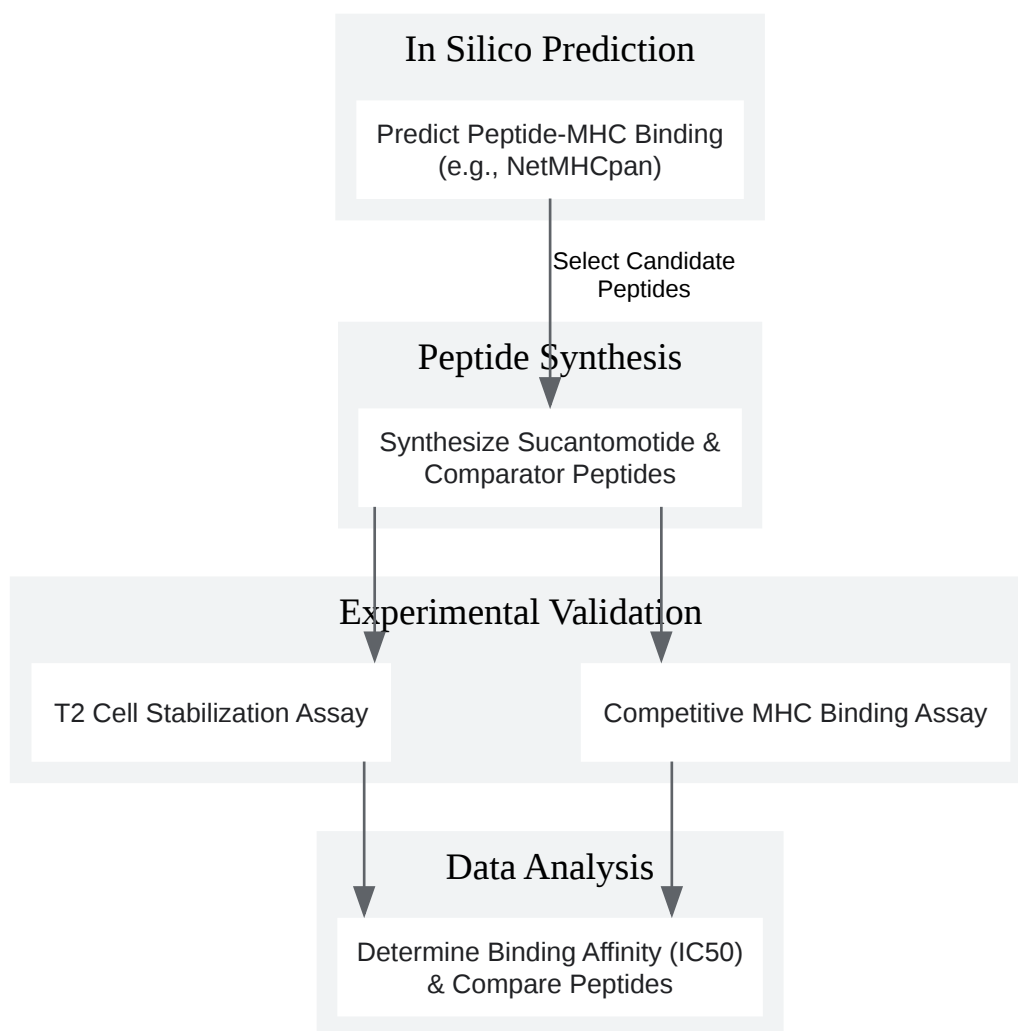 In Silico Prediction
Predict Peptide-MHC Binding
(e.g., NetMHCpan)
Select Candidate
Peptides
Peptide Synthesis
Synthesize Sucantomotide &
Comparator Peptides
Experimental Validation
T2 Cell Stabilization Assay
Competitive MHC Binding Assay
Data Analysis
Determine Binding Affinity (IC50)
& Compare Peptides